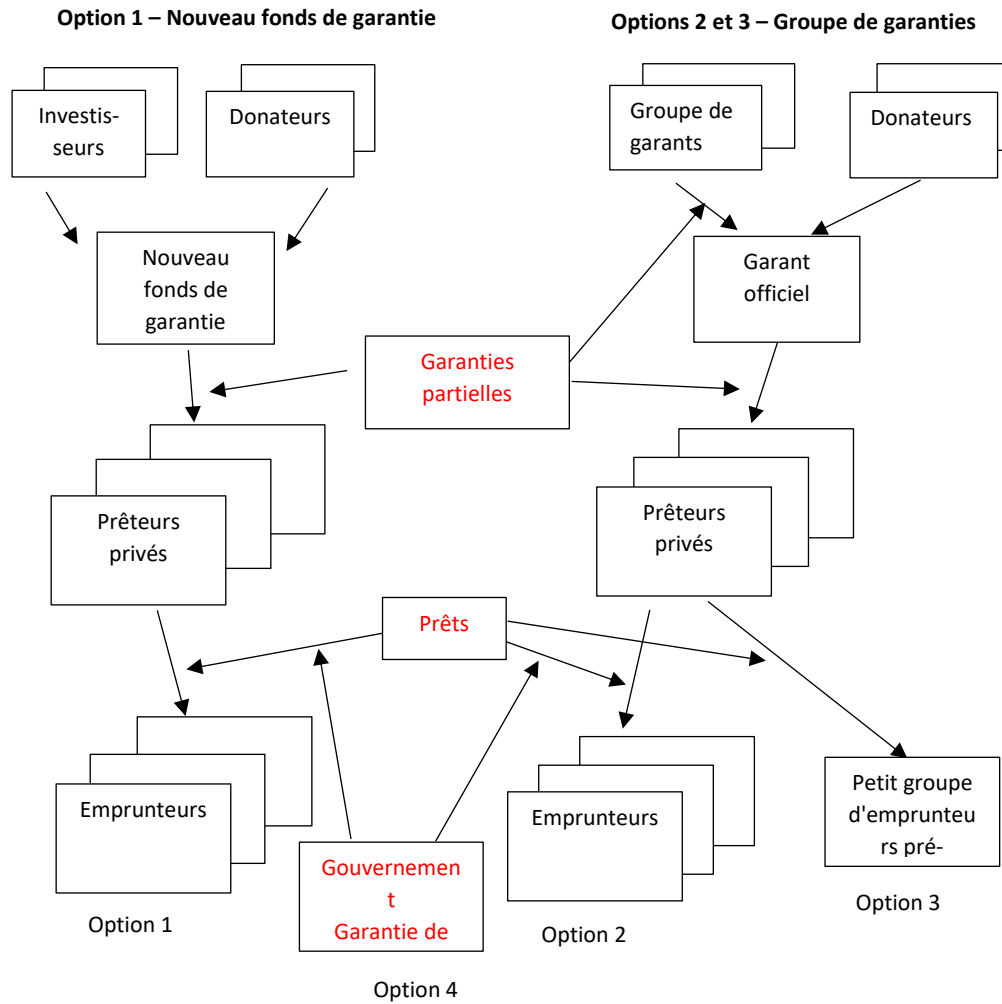 Option 1 – Nouveau fonds de garantie
Options 2 et 3 – Groupe de garanties
Investis-
seurs
Donateurs
Groupe de
garants
Donateurs
Nouveau
fonds de
garantie
Garant
officiel
Garanties
partielles
Prêteurs
privés
Prêteurs
privés
Prêts
Emprunteurs
Emprunteurs
Petit groupe
d'emprunteu
rs pré-
Gouvernemen
t
Garantie de
Option 1
Option 2
Option 3
Option 4